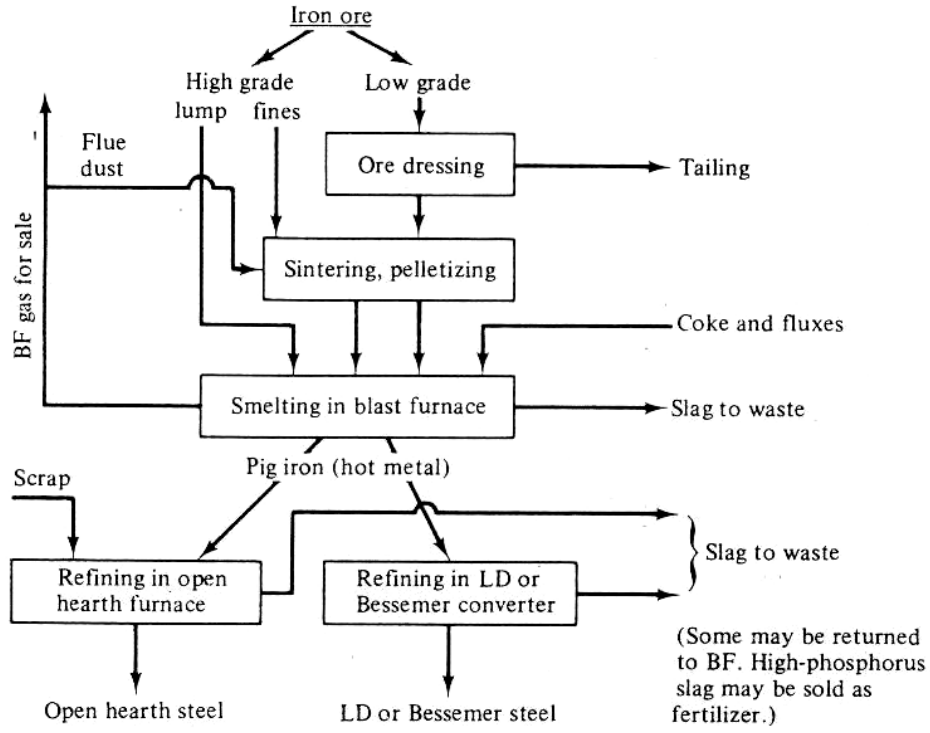 Iron ore
High grade
lump fines
Low grade
Flue
dust
Ore dressing
Tailing
BF gas for sale
Sintering, pelletizing
Coke and fluxes
Smelting in blast furnace
Slag to waste
Pig iron (hot metal)
Scrap
Slag to waste
Refining in open
hearth furnace
Refining in LD or
Bessemer converter
(Some may be returned
to BF. High-phosphorus
slag may be sold as
fertilizer.)
Open hearth steel
LD or Bessemer steel